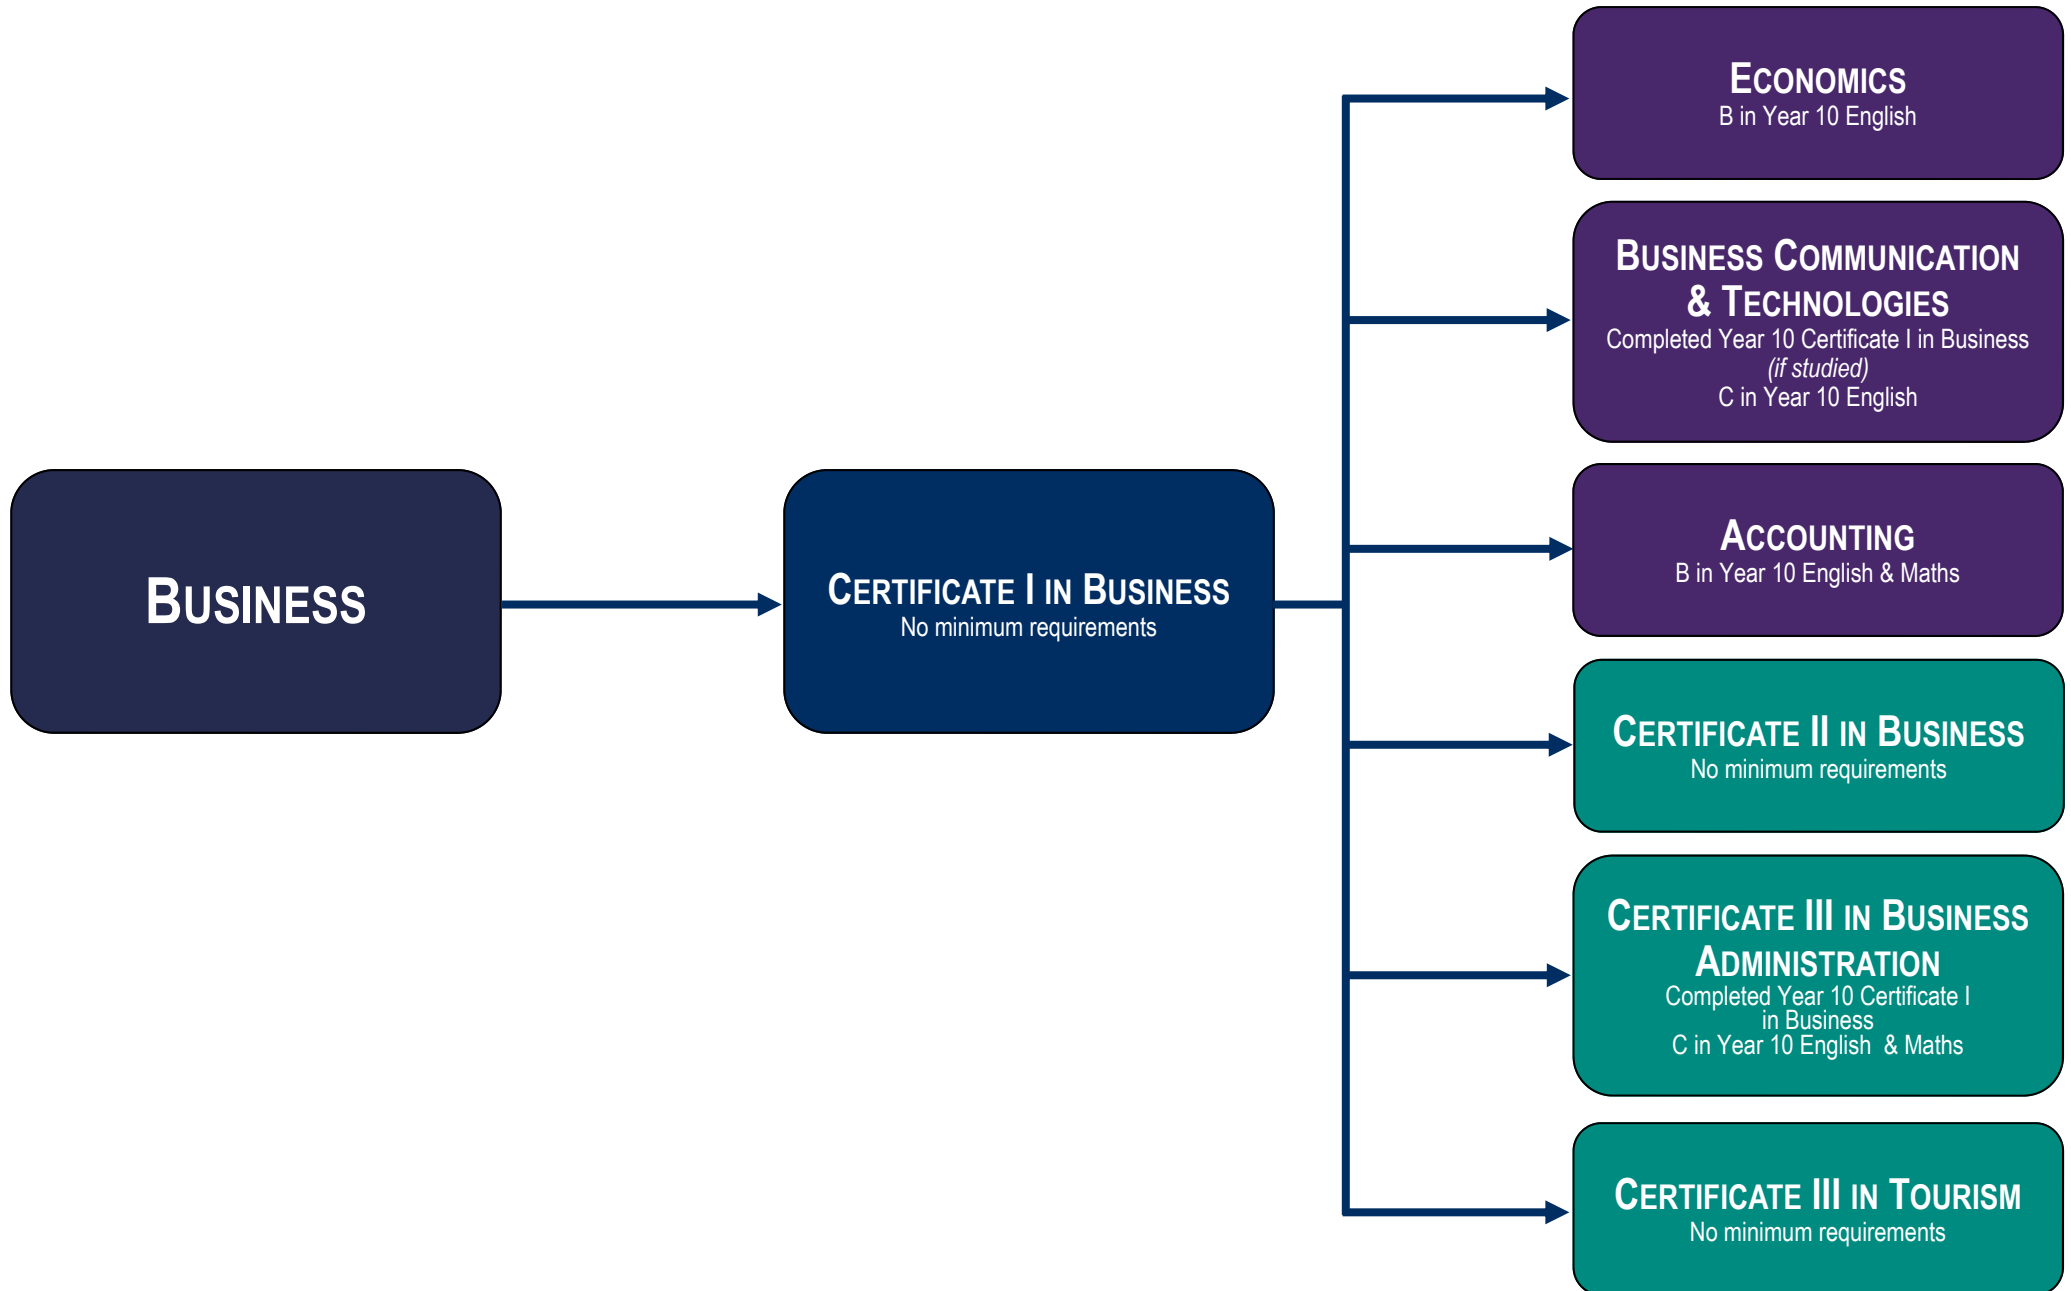 BUSINESS
CERTIFICATE I IN BUSINESS
No minimum requirements
ECONOMICS
B in Year 10 English
BUSINESS COMMUNICATION
& TECHNOLOGIES
Completed Year 10 Certificate I in Business
(if studied)
C in Year 10 English
ACCOUNTING
B in Year 10 English & Maths
CERTIFICATE II IN BUSINESS
No minimum requirements
CERTIFICATE III IN BUSINESS
ADMINISTRATION
Completed Year 10 Certificate I
in Business
C in Year 10 English & Maths
CERTIFICATE III IN TOURISM
No minimum requirements